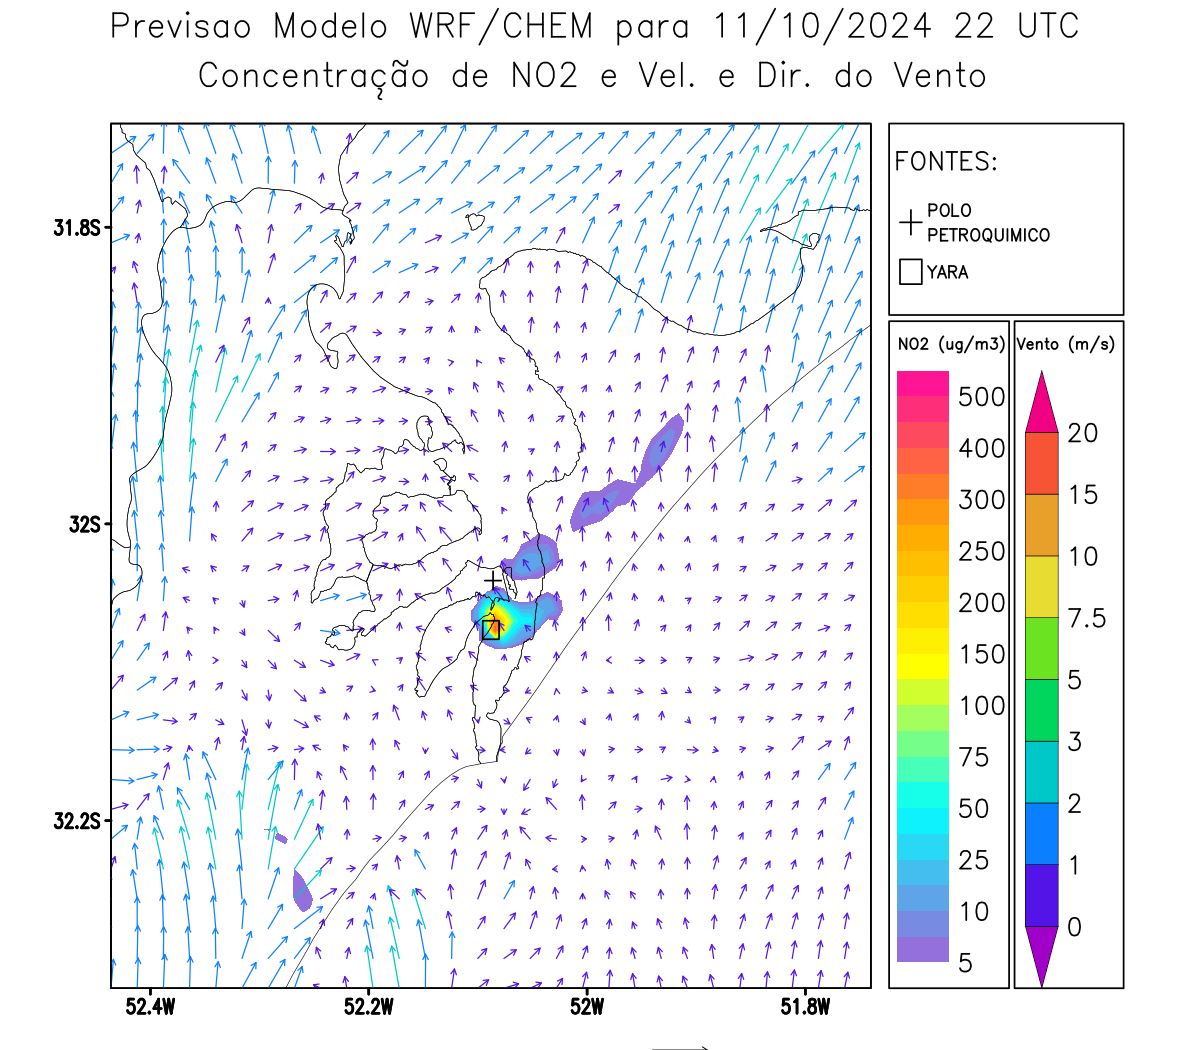 Previsao Modelo WRF/CHEM para 11/10/2024 22 UTC
Concentração de NO2 e Vel. e Dir. do Vento
FONTES:
POLO
PETROQUIMICO
YARA
NO2 (ug/m3)
500
400
300
250
200
150
100
75
50
25
10
5
Vento (m/s)
20
15
10
7.5
5
3
2
1
0
31.8S
32S
32.2S
52.4W
52.2W
52W
51.8W